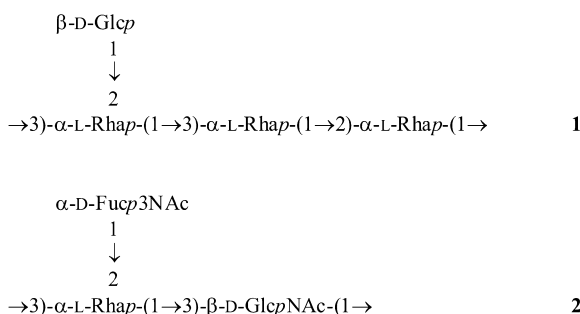 β-D-Glcp
1
↓
2
→3)-α-L-Rhap-(1→3)-α-L-Rhap-(1→2)-α-L-Rhap-(1→ 1
α-D-Fucp3NAc
1
↓
2
→3)-α-L-Rhap-(1→3)-β-D-GlcpNAc-(1→ 2